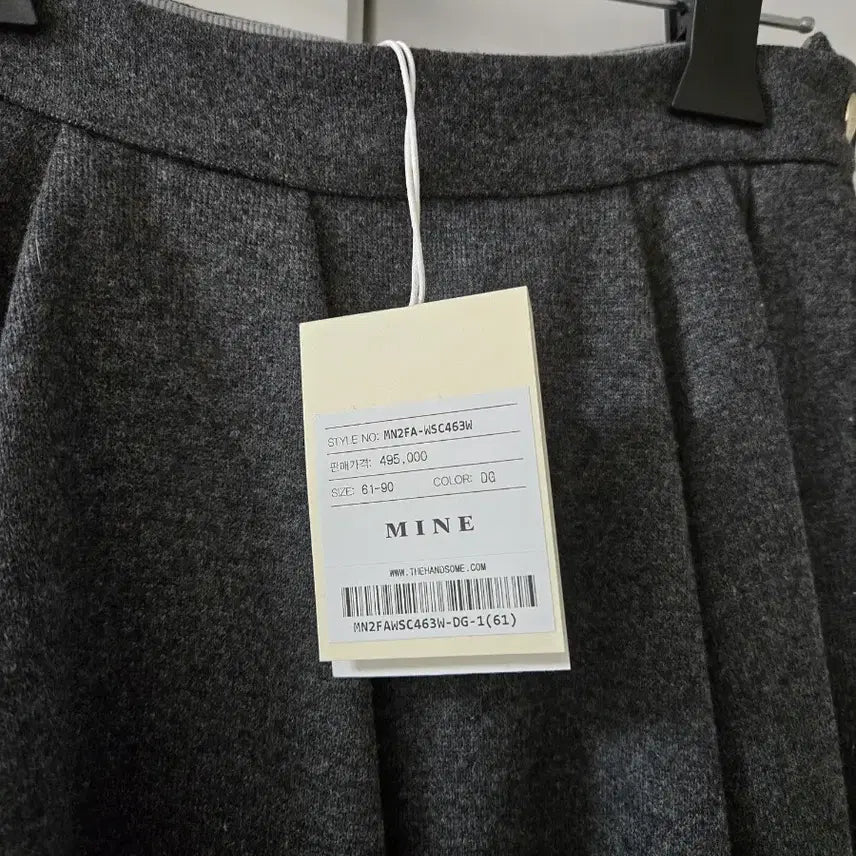 STYLE NO: MN2FA-WSC463W
판매가격: 495,000
SIZE: 61-90 COLOR: DG
MINE
WWW.THEHANDSOME.COM
MN2FAWSC463W-DG-1(61)